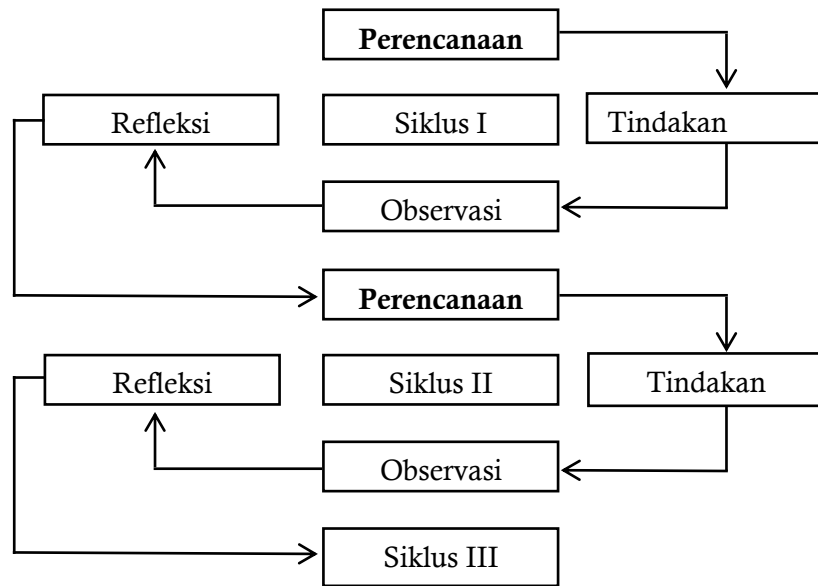 Perencanaan
Refleksi
Siklus I
Tindakan
Observasi
Perencanaan
Refleksi
Siklus II
Tindakan
Observasi
Siklus III